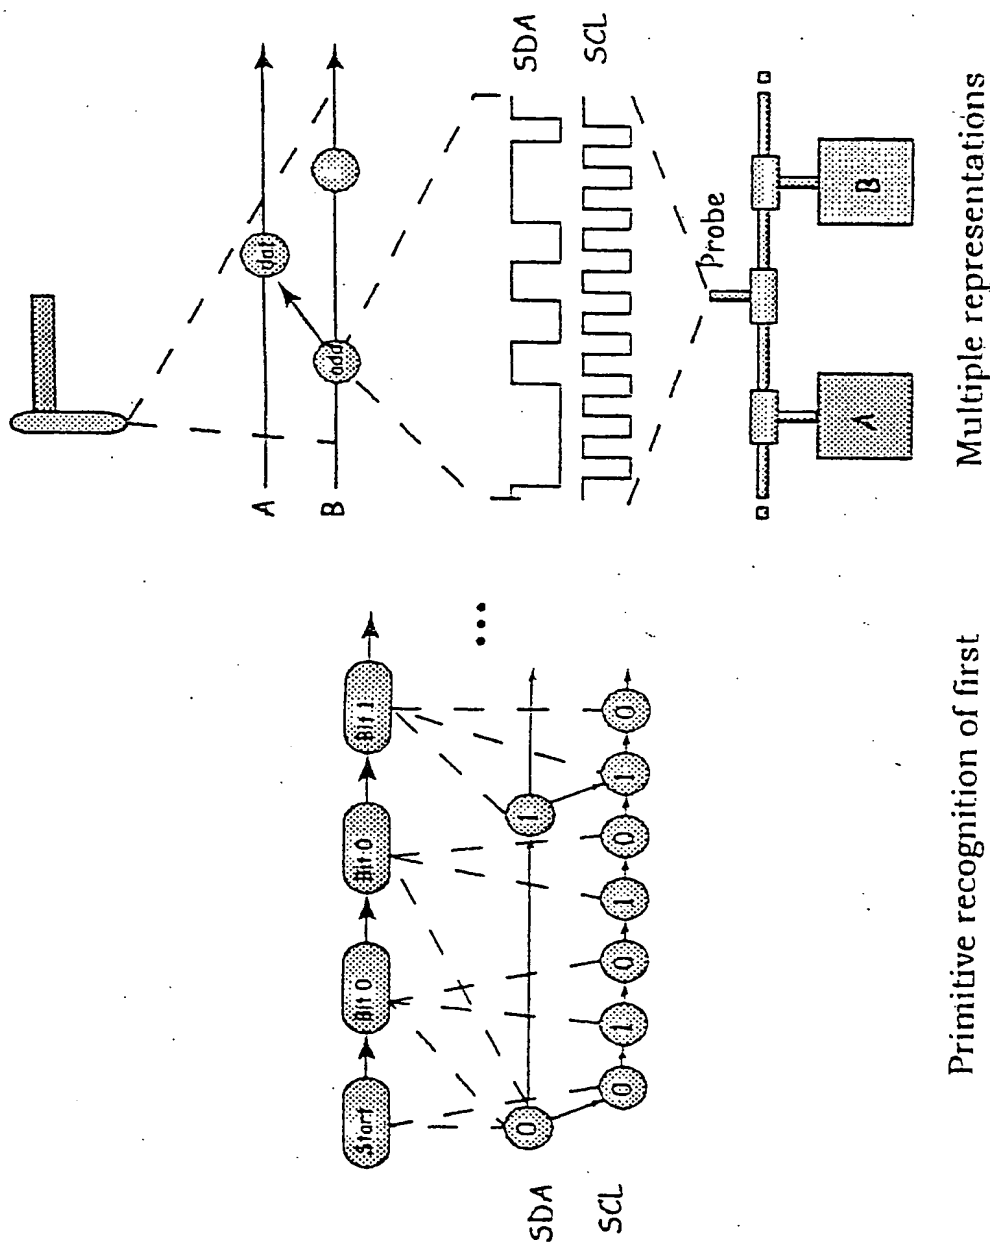 Start
Bit 0
Bit 0
Bit 1
SDA
0
1
...
SCL
0
1
0
1
0
1
0
Primitive recognition of first
A
dat
B
add
SDA
SCL
Probe
A
B
Multiple representations